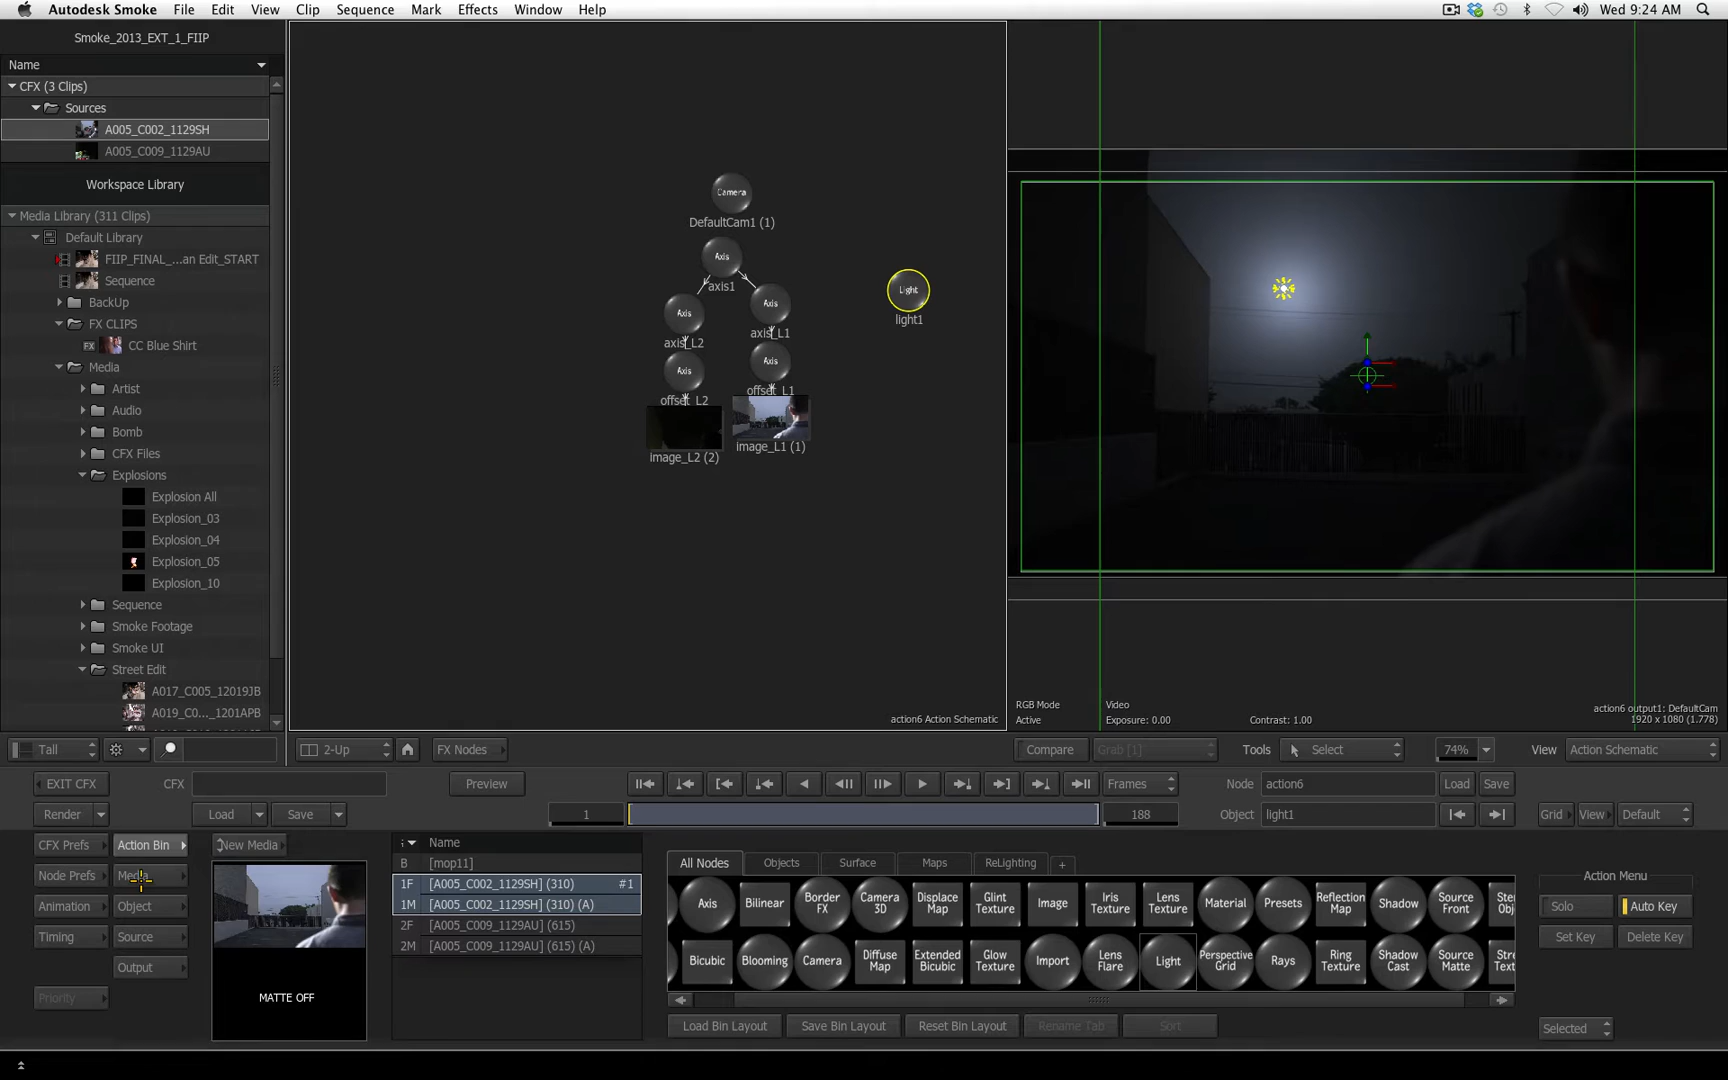 Autodesk Smoke File Edit View Clip Sequence Mark Effects Window Help Wed 9:24 AM
Smoke_2013_EXT_1_FIIP
Name
CFX (3 Clips)
Sources
A005_C002_1129SH
A005_C009_1129AU
Workspace Library
Media Library (311 Clips)
Default Library
FIIP_FINAL_...an Edit_START
Sequence
BackUp
FX CLIPS
FX CC Blue Shirt
Media
Artist
Audio
Bomb
CFX Files
Explosions
Explosion All
Explosion_03
Explosion_04
Explosion_05
Explosion_10
Sequence
Smoke Footage
Smoke UI
Street Edit
A017_C005_12019JB
A019_C0..._1201APB
Camera
DefaultCam1 (1)
Axis
axis1
Axis
axis_L2
Axis
axis_L1
Axis
offset_L2
Axis
offset_L1
image_L2 (2)
image_L1 (1)
Light
light1
action6 Action Schematic
RGB Mode Video
Active Exposure: 0.00 Contrast: 1.00
action6 output1: DefaultCam
1920 x 1080 (1.778)
Tall 2-Up FX Nodes Compare Grab [1] Tools Select 74% View Action Schematic
EXIT CFX CFX Preview Frames Node action6 Load Save
Render Load Save 1 188 Object light1 Grid View Default
CFX Prefs Action Bin New Media
Node Prefs Media
Animation Object
Timing Source
Output
Priority
MATTE OFF
Name
B [mop11]
1F [A005_C002_1129SH] (310) #1
1M [A005_C002_1129SH] (310) (A)
2F [A005_C009_1129AU] (615)
2M [A005_C009_1129AU] (615) (A)
All Nodes Objects Surface Maps ReLighting +
Axis Bilinear Border FX Camera 3D Displace Map Glint Texture Image Iris Texture Lens Texture Material Presets Reflection Map Shadow Source Front
Bicubic Blooming Camera Diffuse Map Extended Bicubic Glow Texture Import Lens Flare Light Perspective Grid Rays Ring Texture Shadow Cast Source Matte
Load Bin Layout Save Bin Layout Reset Bin Layout Rename Tab Sort
Action Menu
Solo Auto Key
Set Key Delete Key
Selected